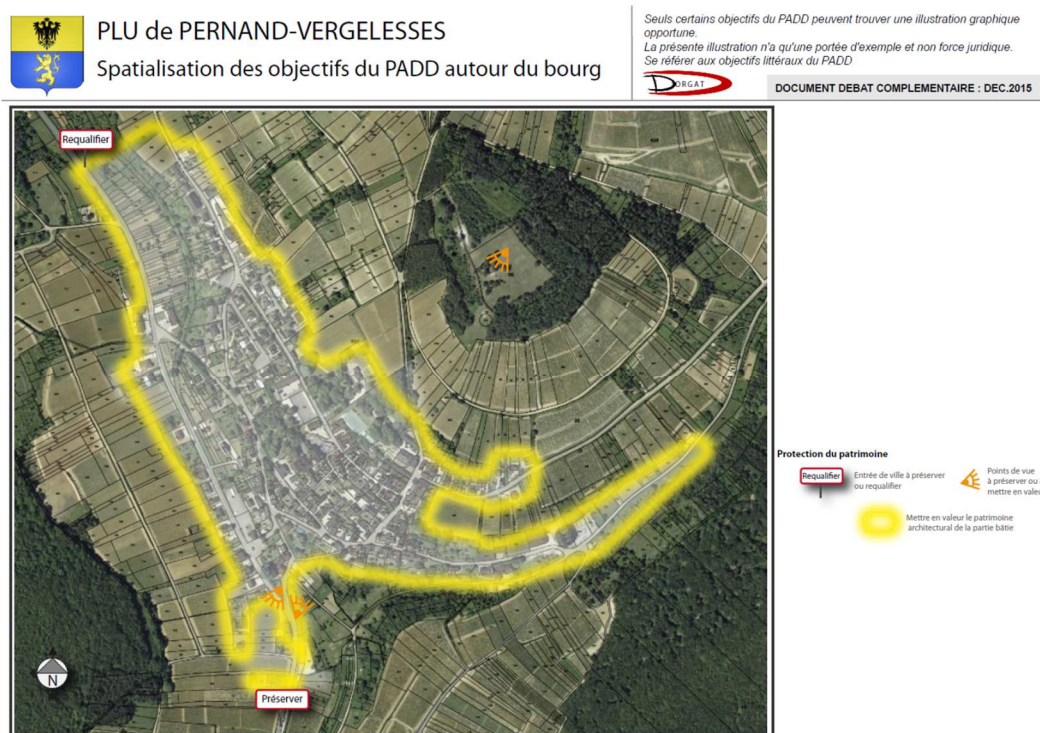 PLU de PERNAND-VERGELESSES
Spatialisation des objectifs du PADD autour du bourg
Seuls certains objectifs du PADD peuvent trouver une illustration graphique
opportune.
La présente illustration n'a qu'une portée d'exemple et non force juridique.
Se référer aux objectifs littéraux du PADD
DORGAT
DOCUMENT DEBAT COMPLEMENTAIRE : DEC.2015
Requalifier
Protection du patrimoine
Requalifier
Entrée de ville à préserver
ou requalifier
Points de vue
à préserver ou à
mettre en valeu
Mettre en valeur le patrimoine
architectural de la partie bâtie
N
Préserver